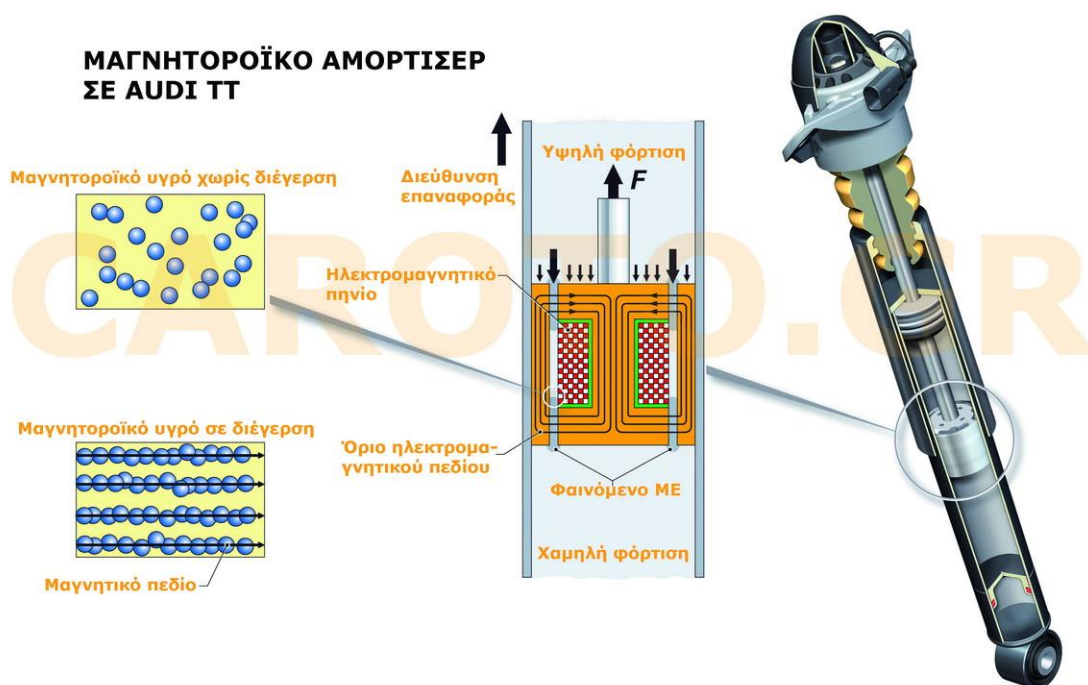 ΜΑΓΝΗΤΟΡΟΪΚΟ ΑΜΟΡΤΙΣΕΡ
ΣΕ AUDI TT
Μαγνητοροϊκό υγρό χωρίς διέγερση
Διεύθυνση
επαναφοράς
Υψηλή φόρτιση
F
Ηλεκτρομαγνητικό
πηνίο
CAROTO.GR
Μαγνητοροϊκό υγρό σε διέγερση
Όριο ηλεκτρομα-
γνητικού πεδίου
Φαινόμενο ΜΕ
Χαμηλή φόρτιση
Μαγνητικό πεδίο